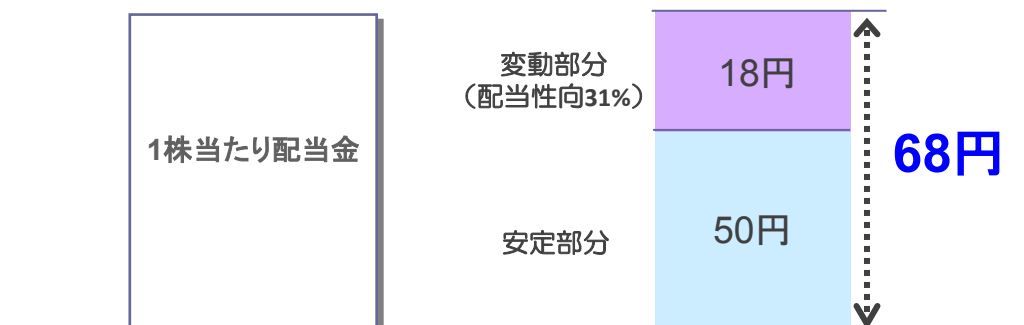 1株当たり配当金
変動部分
（配当性向31%）
18円
68円
安定部分
50円